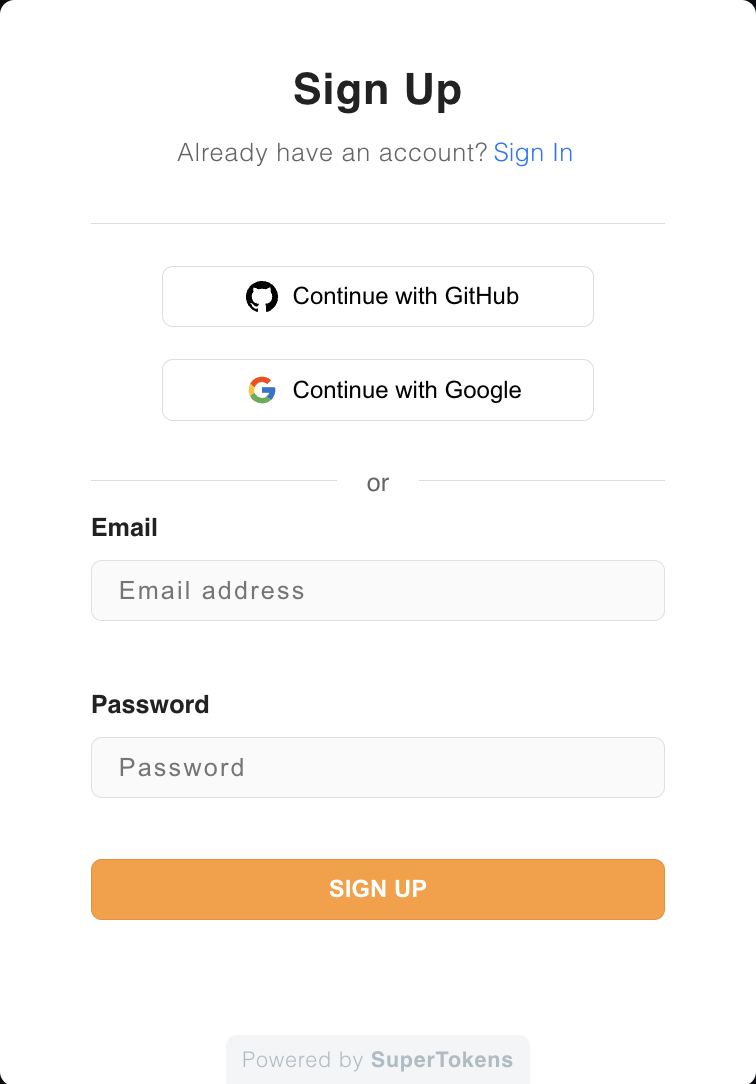 Sign Up
Already have an account? Sign In
Continue with GitHub
Continue with Google
or
Email
Email address
Password
Password
SIGN UP
Powered by SuperTokens